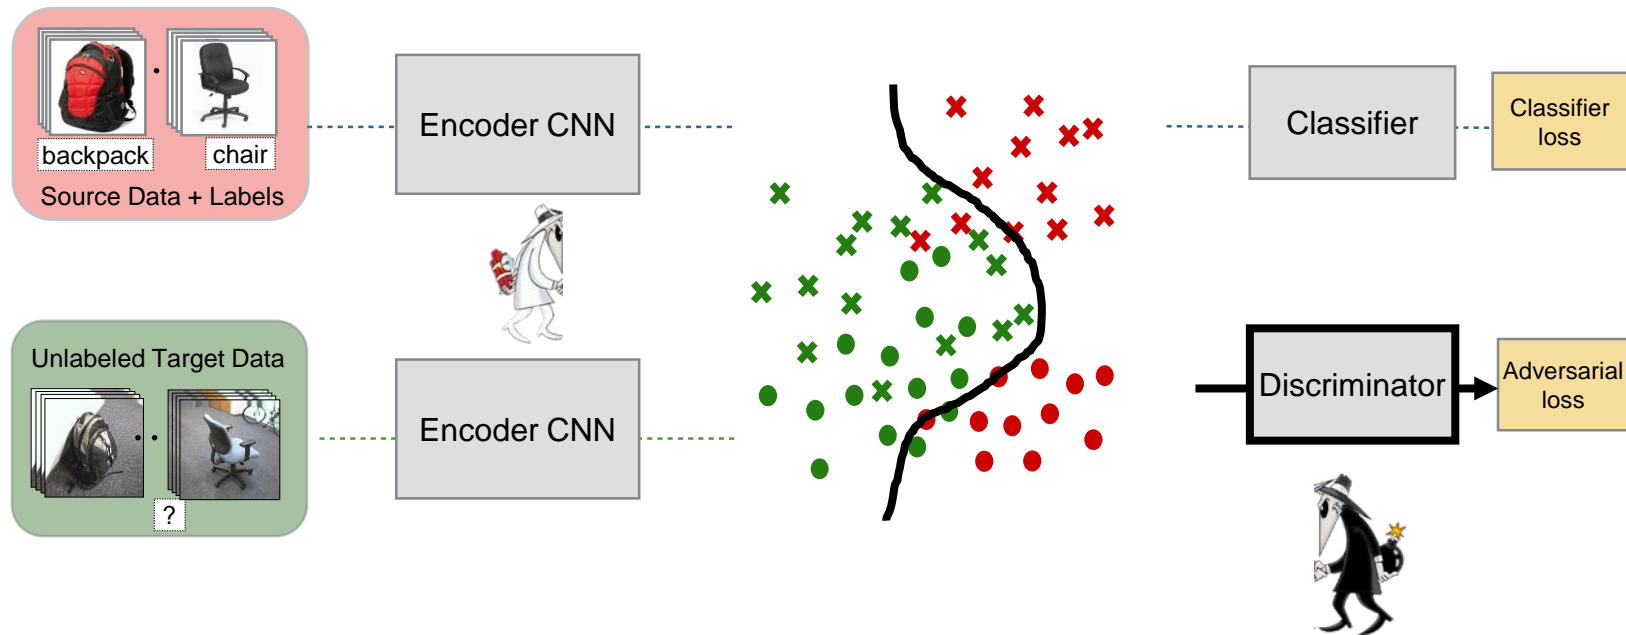 backpack
chair
Source Data + Labels
Encoder CNN
Classifier
Classifier
loss
Unlabeled Target Data
?
Encoder CNN
Discriminator
Adversarial
loss